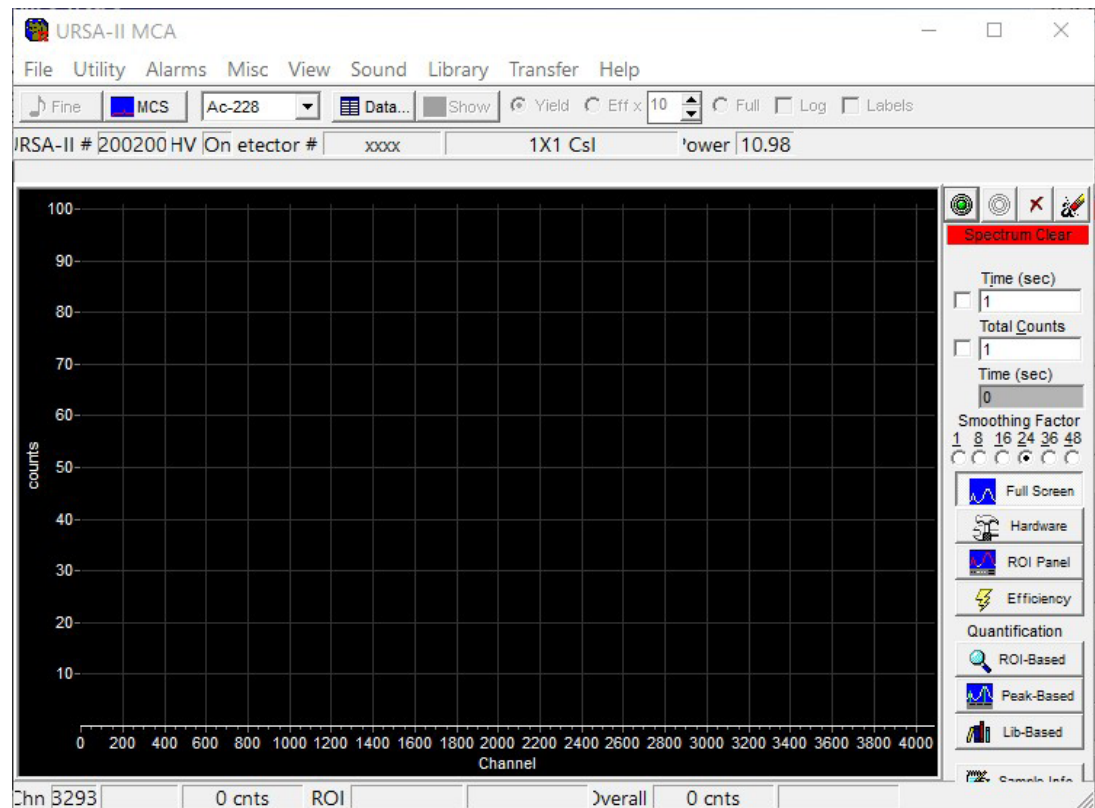 URSA-II MCA
File Utility Alarms Misc View Sound Library Transfer Help
Fine MCS Ac-228 Data... Show Yield Eff x 10 Full Log Labels
URSA-II # 200200 HV On etector # xxxx 1X1 CsI ower 10.98
Spectrum Clear
Time (sec)
1
Total Counts
1
Time (sec)
0
Smoothing Factor
1 8 16 24 36 48
Full Screen
Hardware
ROI Panel
Efficiency
Quantification
ROI-Based
Peak-Based
Lib-Based
Sample Info
100
90
80
70
60
50
40
30
20
10
counts
0 200 400 600 800 1000 1200 1400 1600 1800 2000 2200 2400 2600 2800 3000 3200 3400 3600 3800 4000
Channel
Chn 3293 0 cnts ROI Overall 0 cnts